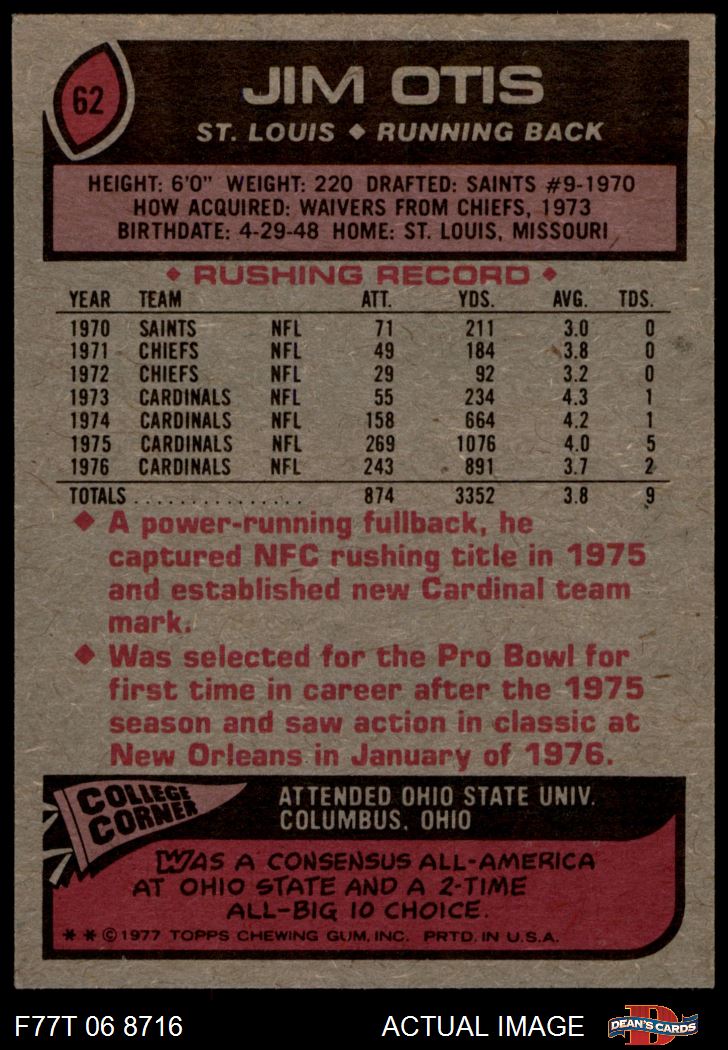 62
JIM OTIS
ST. LOUIS ◆ RUNNING BACK
HEIGHT: 6'0" WEIGHT: 220 DRAFTED: SAINTS #9-1970
HOW ACQUIRED: WAIVERS FROM CHIEFS, 1973
BIRTHDATE: 4-29-48 HOME: ST. LOUIS, MISSOURI
◆ RUSHING RECORD ◆
YEAR TEAM ATT. YDS. AVG. TDS.
1970 SAINTS NFL 71 211 3.0 0
1971 CHIEFS NFL 49 184 3.8 0
1972 CHIEFS NFL 29 92 3.2 0
1973 CARDINALS NFL 55 234 4.3 1
1974 CARDINALS NFL 158 664 4.2 1
1975 CARDINALS NFL 269 1076 4.0 5
1976 CARDINALS NFL 243 891 3.7 2
TOTALS ................ 874 3352 3.8 9
◆ A power-running fullback, he
captured NFC rushing title in 1975
and established new Cardinal team
mark.
◆ Was selected for the Pro Bowl for
first time in career after the 1975
season and saw action in classic at
New Orleans in January of 1976.
COLLEGE
CORNER
ATTENDED OHIO STATE UNIV.
COLUMBUS, OHIO
WAS A CONSENSUS ALL-AMERICA
AT OHIO STATE AND A 2-TIME
ALL-BIG 10 CHOICE.
* * © 1977 TOPPS CHEWING GUM, INC. PRTD. IN U.S.A.
F77T 06 8716 ACTUAL IMAGE
D
DEAN'S CARDS